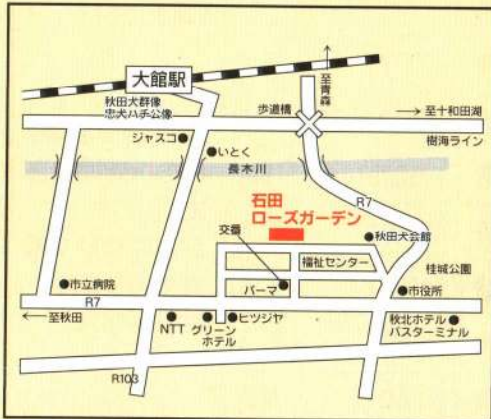 大館駅
秋田犬群像
忠犬ハチ公像
至青森
歩道橋
至十和田湖
樹海ライン
ジャスコ
いとく
長木川
石田
ローズガーデン
R7
交番
秋田犬会館
福祉センター
桂城公園
市立病院
パーマ
市役所
R7
至秋田
NTT
グリーン
ホテル
ヒツジヤ
秋北ホテル
バスターミナル
R103